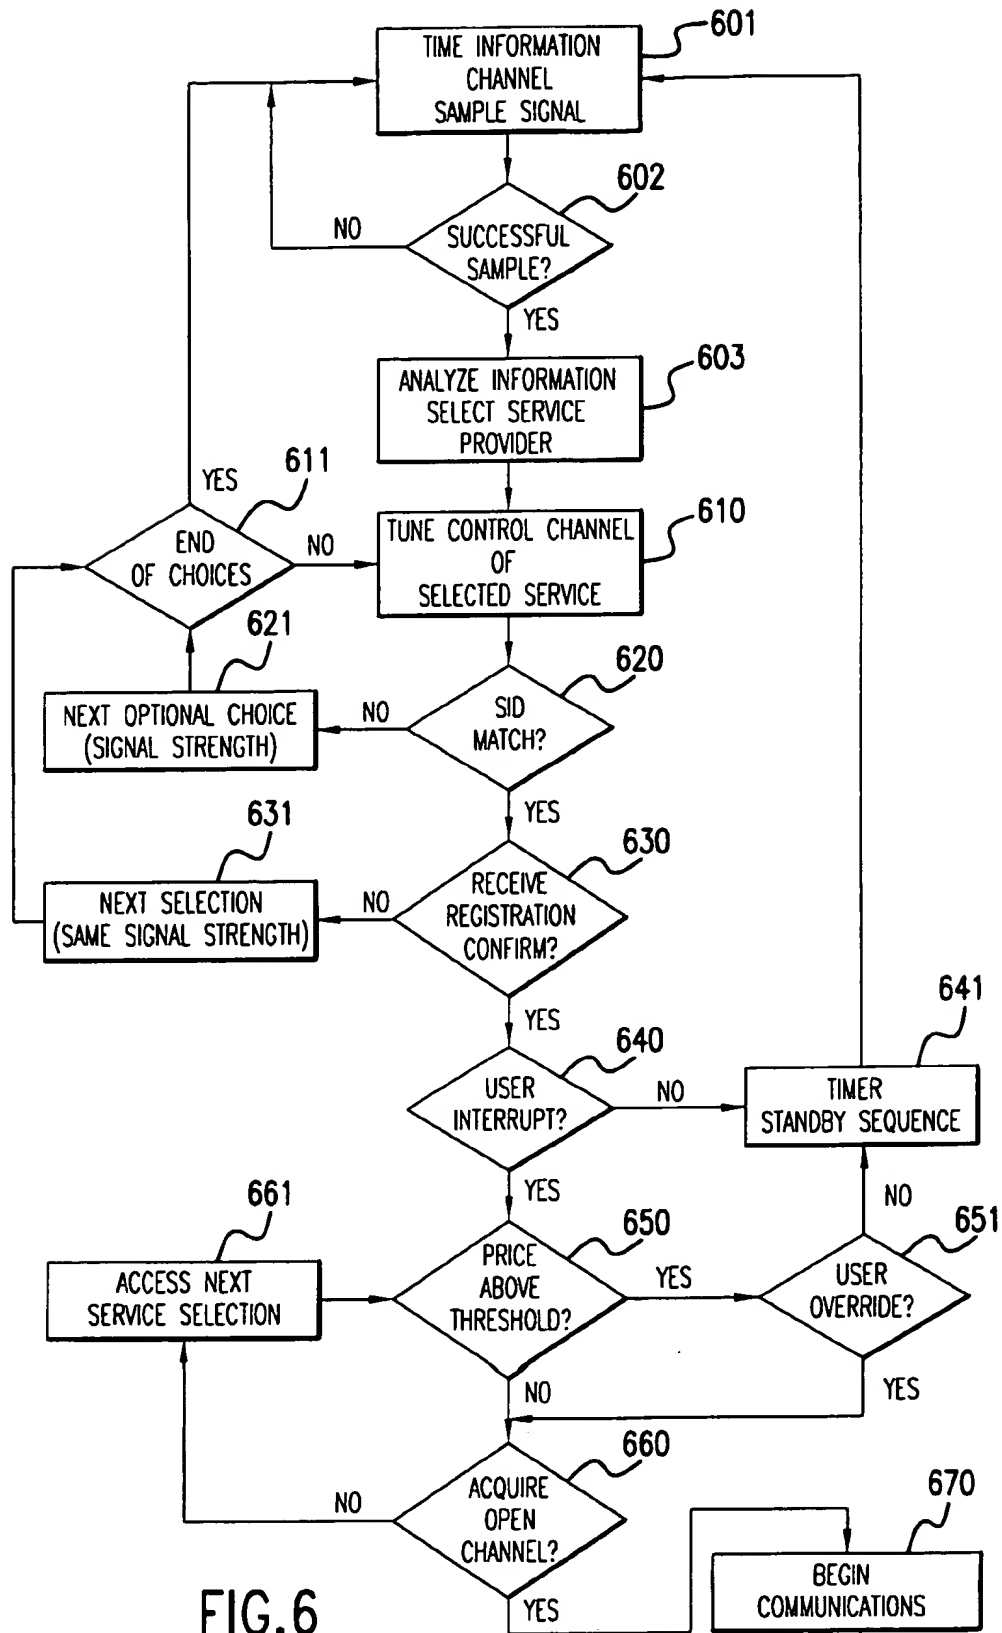 601
TIME INFORMATION
CHANNEL
SAMPLE SIGNAL
602
NO
SUCCESSFUL
SAMPLE?
YES
603
ANALYZE INFORMATION
SELECT SERVICE
PROVIDER
611
YES
END
OF CHOICES
NO
610
TUNE CONTROL CHANNEL
OF
SELECTED SERVICE
621
NEXT OPTIONAL CHOICE
(SIGNAL STRENGTH)
620
NO
SID
MATCH?
YES
631
NEXT SELECTION
(SAME SIGNAL STRENGTH)
630
NO
RECEIVE
REGISTRATION
CONFIRM?
YES
640
USER
INTERRUPT?
NO
641
TIMER
STANDBY SEQUENCE
YES
NO
661
ACCESS NEXT
SERVICE SELECTION
650
PRICE
ABOVE
THRESHOLD?
YES
651
USER
OVERRIDE?
NO
YES
660
NO
ACQUIRE
OPEN
CHANNEL?
YES
670
BEGIN
COMMUNICATIONS
FIG.6